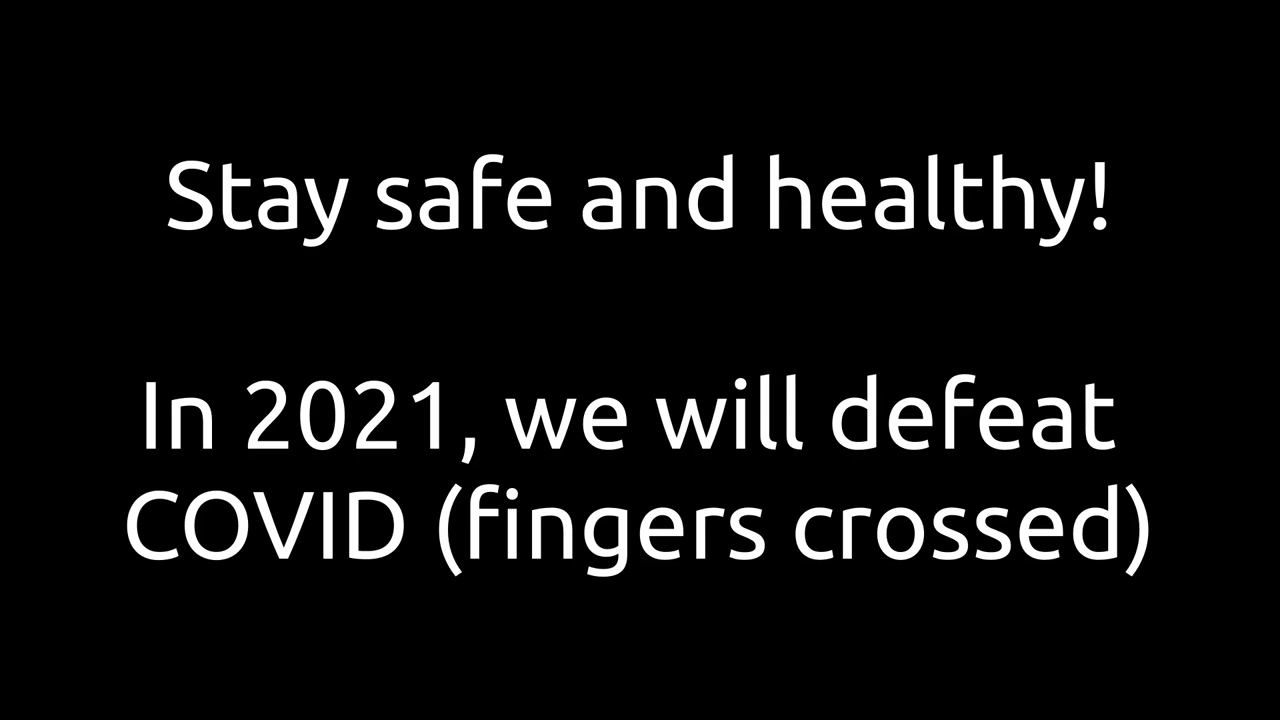 Stay safe and healthy!
In 2021, we will defeat
COVID (fingers crossed)